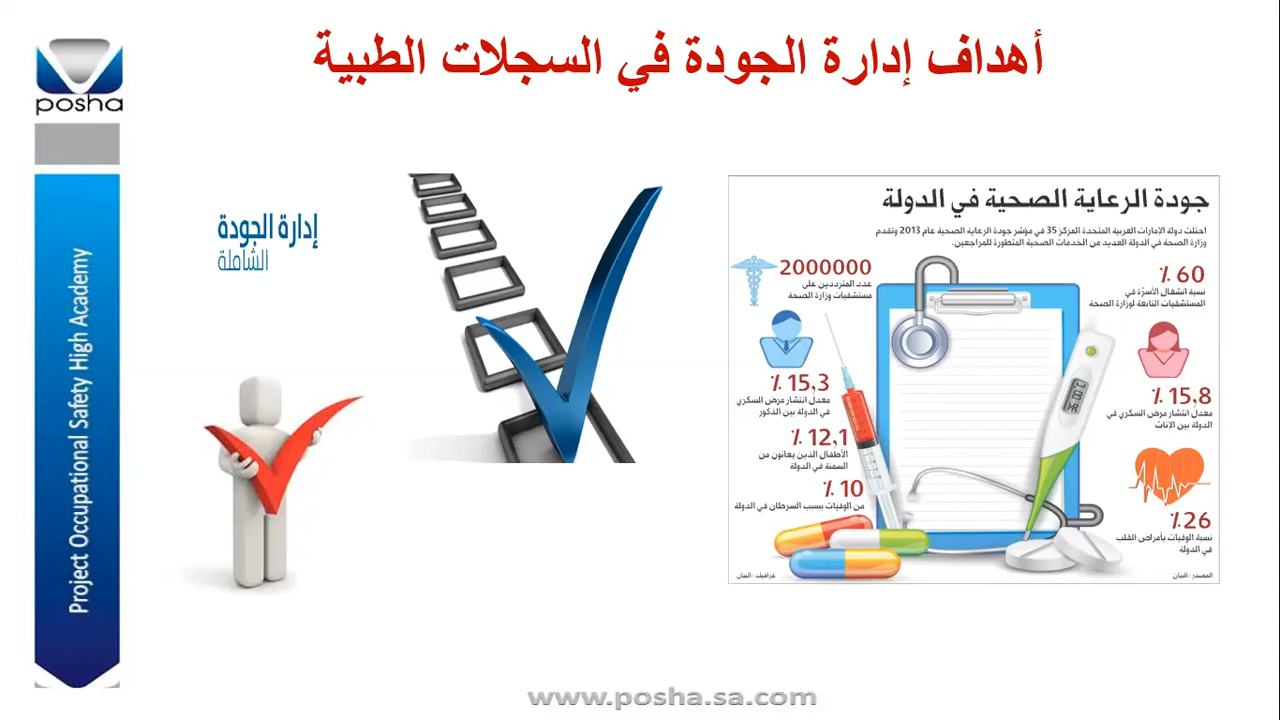 أهداف إدارة الجودة في السجلات الطبية
posha
Project Occupational Safety High Academy
إدارة الجودة
الشاملة
جودة الرعاية الصحية في الدولة
احتلت دولة الإمارات العربية المتحدة المركز 35 في مؤشر جودة الرعاية الصحية عام 2013 وتقدم
وزارة الصحة في الدولة العديد من الخدمات الصحية المتطورة للمراجعين.
60 ٪
نسبة انشغال الأسرّة في
المستشفيات التابعة لوزارة الصحة
2000000
عدد المترددين على
مستشفيات وزارة الصحة
15,8 ٪
معدل انتشار مرض السكري في
الدولة بين الإناث
15,3 ٪
معدل انتشار مرض السكري
في الدولة بين الذكور
12,1 ٪
الأطفال الذين يعانون من
السمنة في الدولة
10 ٪
من الوفيات بسبب السرطان في الدولة
26٪
نسبة الوفيات بأمراض القلب
في الدولة
المصدر: البيان
غرافيك: البيان
www.posha.sa.com